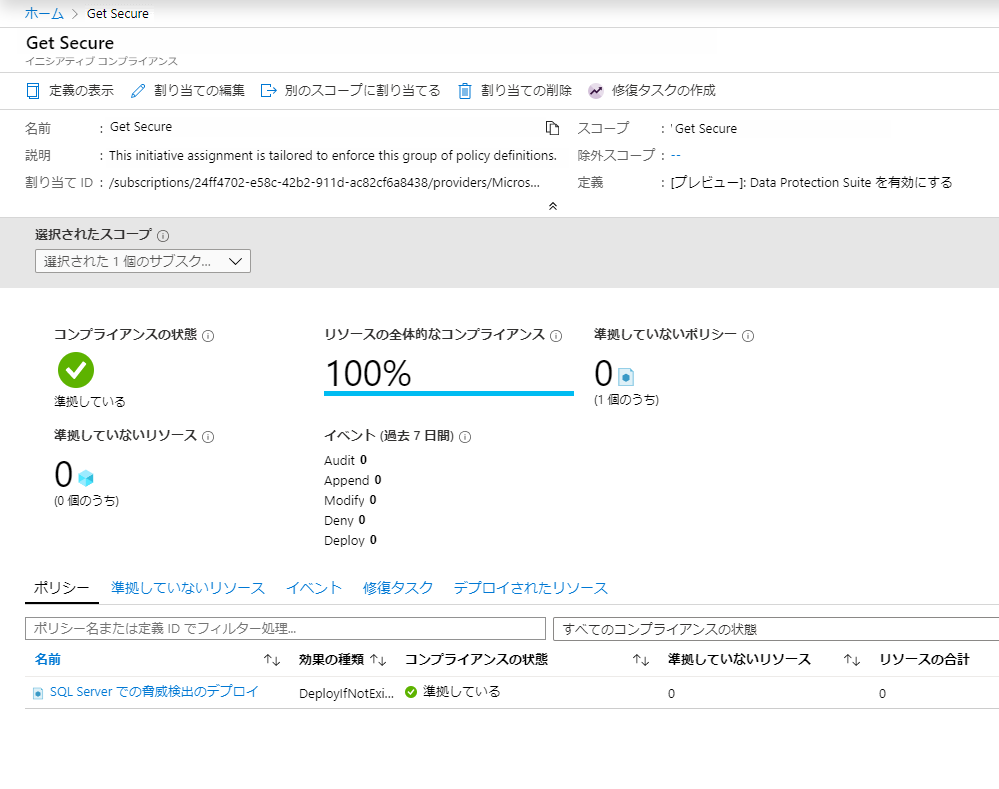 ホーム > Get Secure
Get Secure
イニシアティブ コンプライアンス
定義の表示 割り当ての編集 別のスコープに割り当てる 割り当ての削除 修復タスクの作成
名前 : Get Secure スコープ : ' Get Secure
説明 : This initiative assignment is tailored to enforce this group of policy definitions. 除外スコープ : --
割り当て ID : /subscriptions/24ff4702-e58c-42b2-911d-ac82cf6a8438/providers/Micros... 定義 : [プレビュー]: Data Protection Suite を有効にする
選択されたスコープ
選択された 1 個のサブスク...
コンプライアンスの状態 リソースの全体的なコンプライアンス 準拠していないポリシー
100% 0
準拠している (1 個のうち)
準拠していないリソース イベント (過去 7 日間)
Audit 0
0 Append 0
(0 個のうち) Modify 0
Deny 0
Deploy 0
ポリシー 準拠していないリソース イベント 修復タスク デプロイされたリソース
ポリシー名または定義 ID でフィルター処理... すべてのコンプライアンスの状態
名前 ↑↓ 効果の種類 ↑↓ コンプライアンスの状態 ↑↓ 準拠していないリソース ↑↓ リソースの合計
SQL Server での脅威検出のデプロイ DeployIfNotExi... 準拠している 0 0